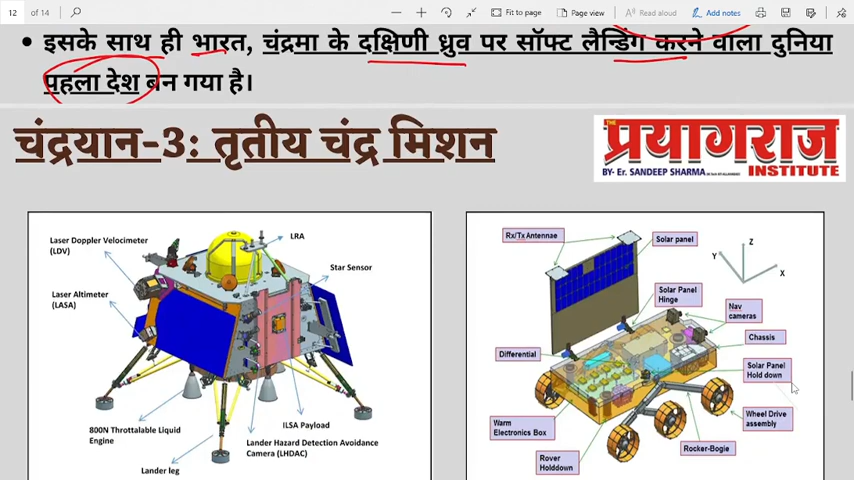 12 of 14
Fit to page
Page view
Read aloud
Add notes
• इसके साथ ही भारत, चंद्रमा के दक्षिणी ध्रुव पर सॉफ्ट लैन्डिंग करने वाला दुनिया
पहला देश बन गया है।
चंद्रयान-3: तृतीय चंद्र मिशन
THE
प्रयागराज
INSTITUTE
BY- Er. SANDEEP SHARMA
Laser Doppler Velocimeter
(LDV)
LRA
Star Sensor
Laser Altimeter
(LASA)
800N Throttalable Liquid
Engine
ILSA Payload
Lander Hazard Detection Avoidance
Camera (LHDAC)
Lander leg
Rx/Tx Antennae
Solar panel
Z
Y
X
Solar Panel
Hinge
Nav
cameras
Chassis
Differential
Solar Panel
Hold down
Warm
Electronics Box
Wheel Drive
assembly
Rocker-Bogie
Rover
Holddown